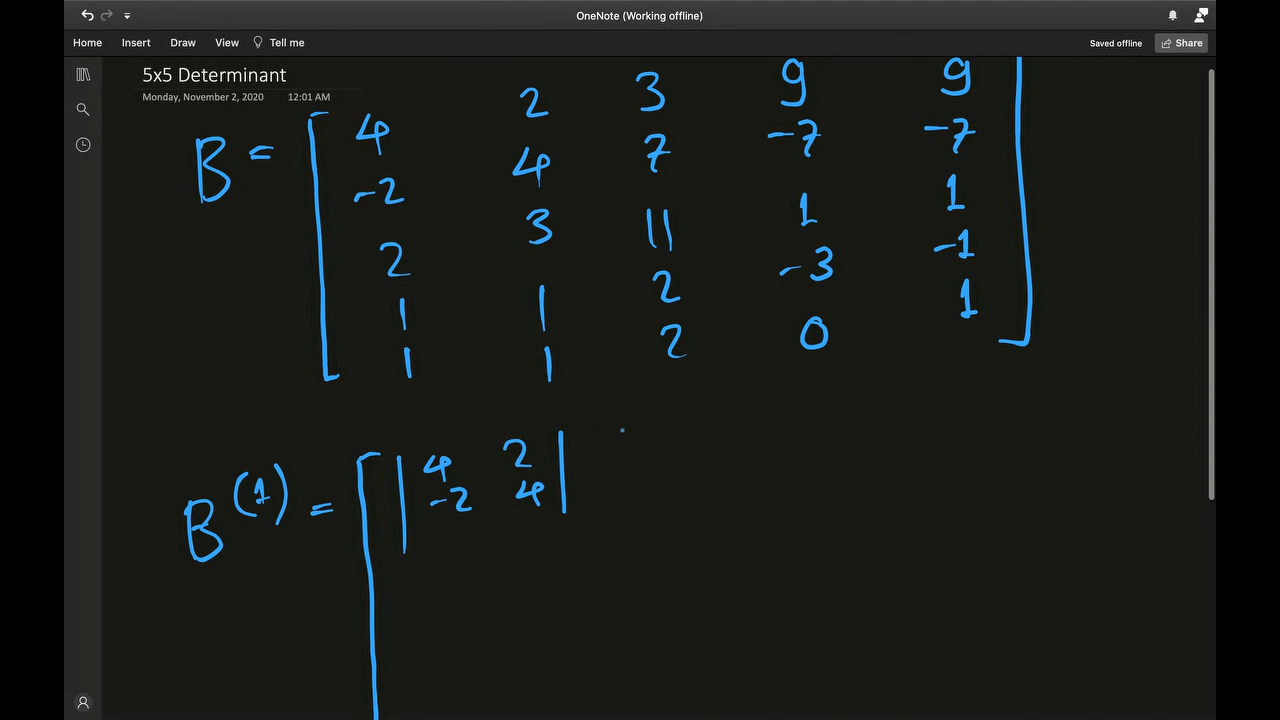 OneNote (Working offline)
Home Insert Draw View Tell me Saved offline Share
5x5 Determinant
Monday, November 2, 2020 12:01 AM
B = [ 4 2 3 9 9
-2 4 7 -7 -7
2 3 11 1 1
1 1 2 -3 -1
1 1 2 0 1 ]
B^(1) = [ | 4 2 |
| -2 4 |